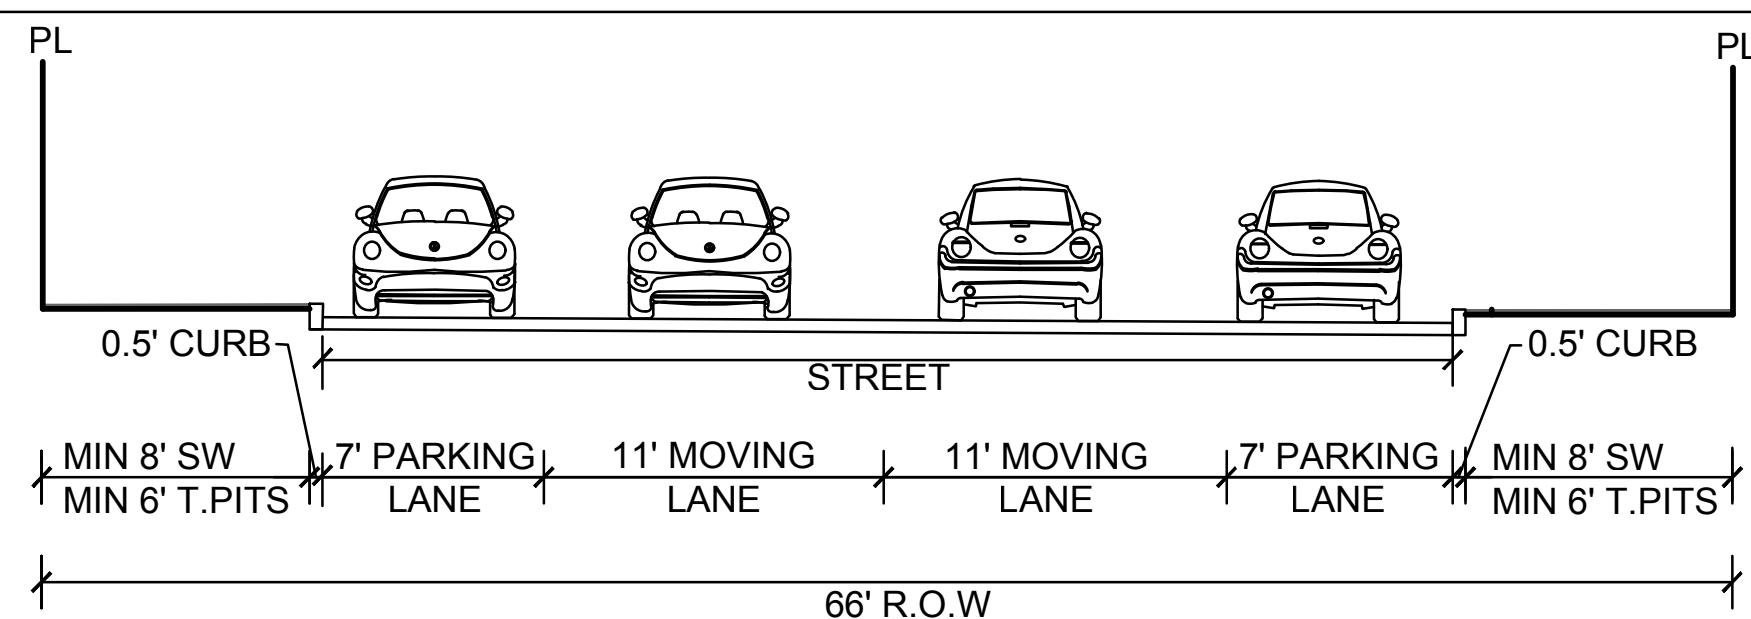 PL
PL
0.5' CURB
0.5' CURB
STREET
MIN 8' SW
7' PARKING
11' MOVING
11' MOVING
7' PARKING
MIN 8' SW
MIN 6' T.PITS
LANE
LANE
LANE
LANE
MIN 6' T.PITS
66' R.O.W